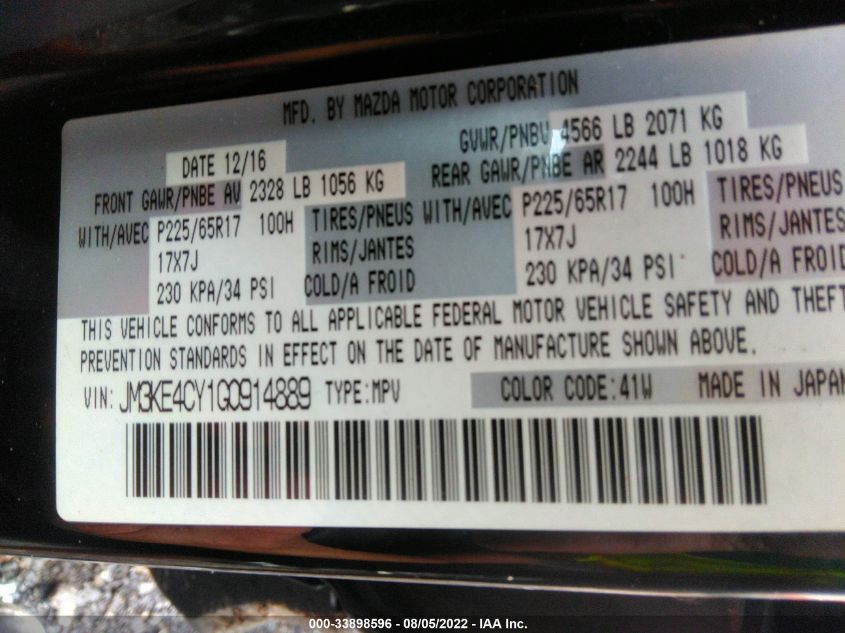 MFD. BY MAZDA MOTOR CORPORATION
DATE 12/16 GVWR/PNBV 4566 LB 2071 KG
FRONT GAWR/PNBE AV 2328 LB 1056 KG REAR GAWR/PNBE AR 2244 LB 1018 KG
WITH/AVEC P225/65R17 100H TIRES/PNEUS WITH/AVEC P225/65R17 100H TIRES/PNEUS
17X7J RIMS/JANTES 17X7J RIMS/JANTES
230 KPA/34 PSI COLD/A FROID 230 KPA/34 PSI COLD/A FROID
THIS VEHICLE CONFORMS TO ALL APPLICABLE FEDERAL MOTOR VEHICLE SAFETY AND THEFT
PREVENTION STANDARDS IN EFFECT ON THE DATE OF MANUFACTURE SHOWN ABOVE.
VIN: JM3KE4CY1G0914889 TYPE:MPV COLOR CODE:41W MADE IN JAPAN
000-33898596 - 08/05/2022 - IAA Inc.